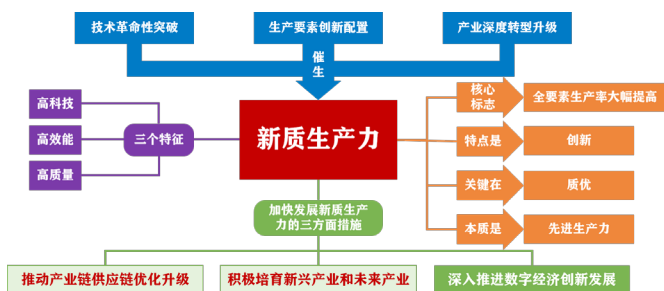 技术革命性突破
生产要素创新配置
产业深度转型升级
催
生
高科技
高效能
高质量
三个特征
新质生产力
核心
标志
全要素生产率大幅提高
特点是
创新
关键在
质优
本质是
先进生产力
加快发展新质生产
力的三方面措施
推动产业链供应链优化升级
积极培育新兴产业和未来产业
深入推进数字经济创新发展